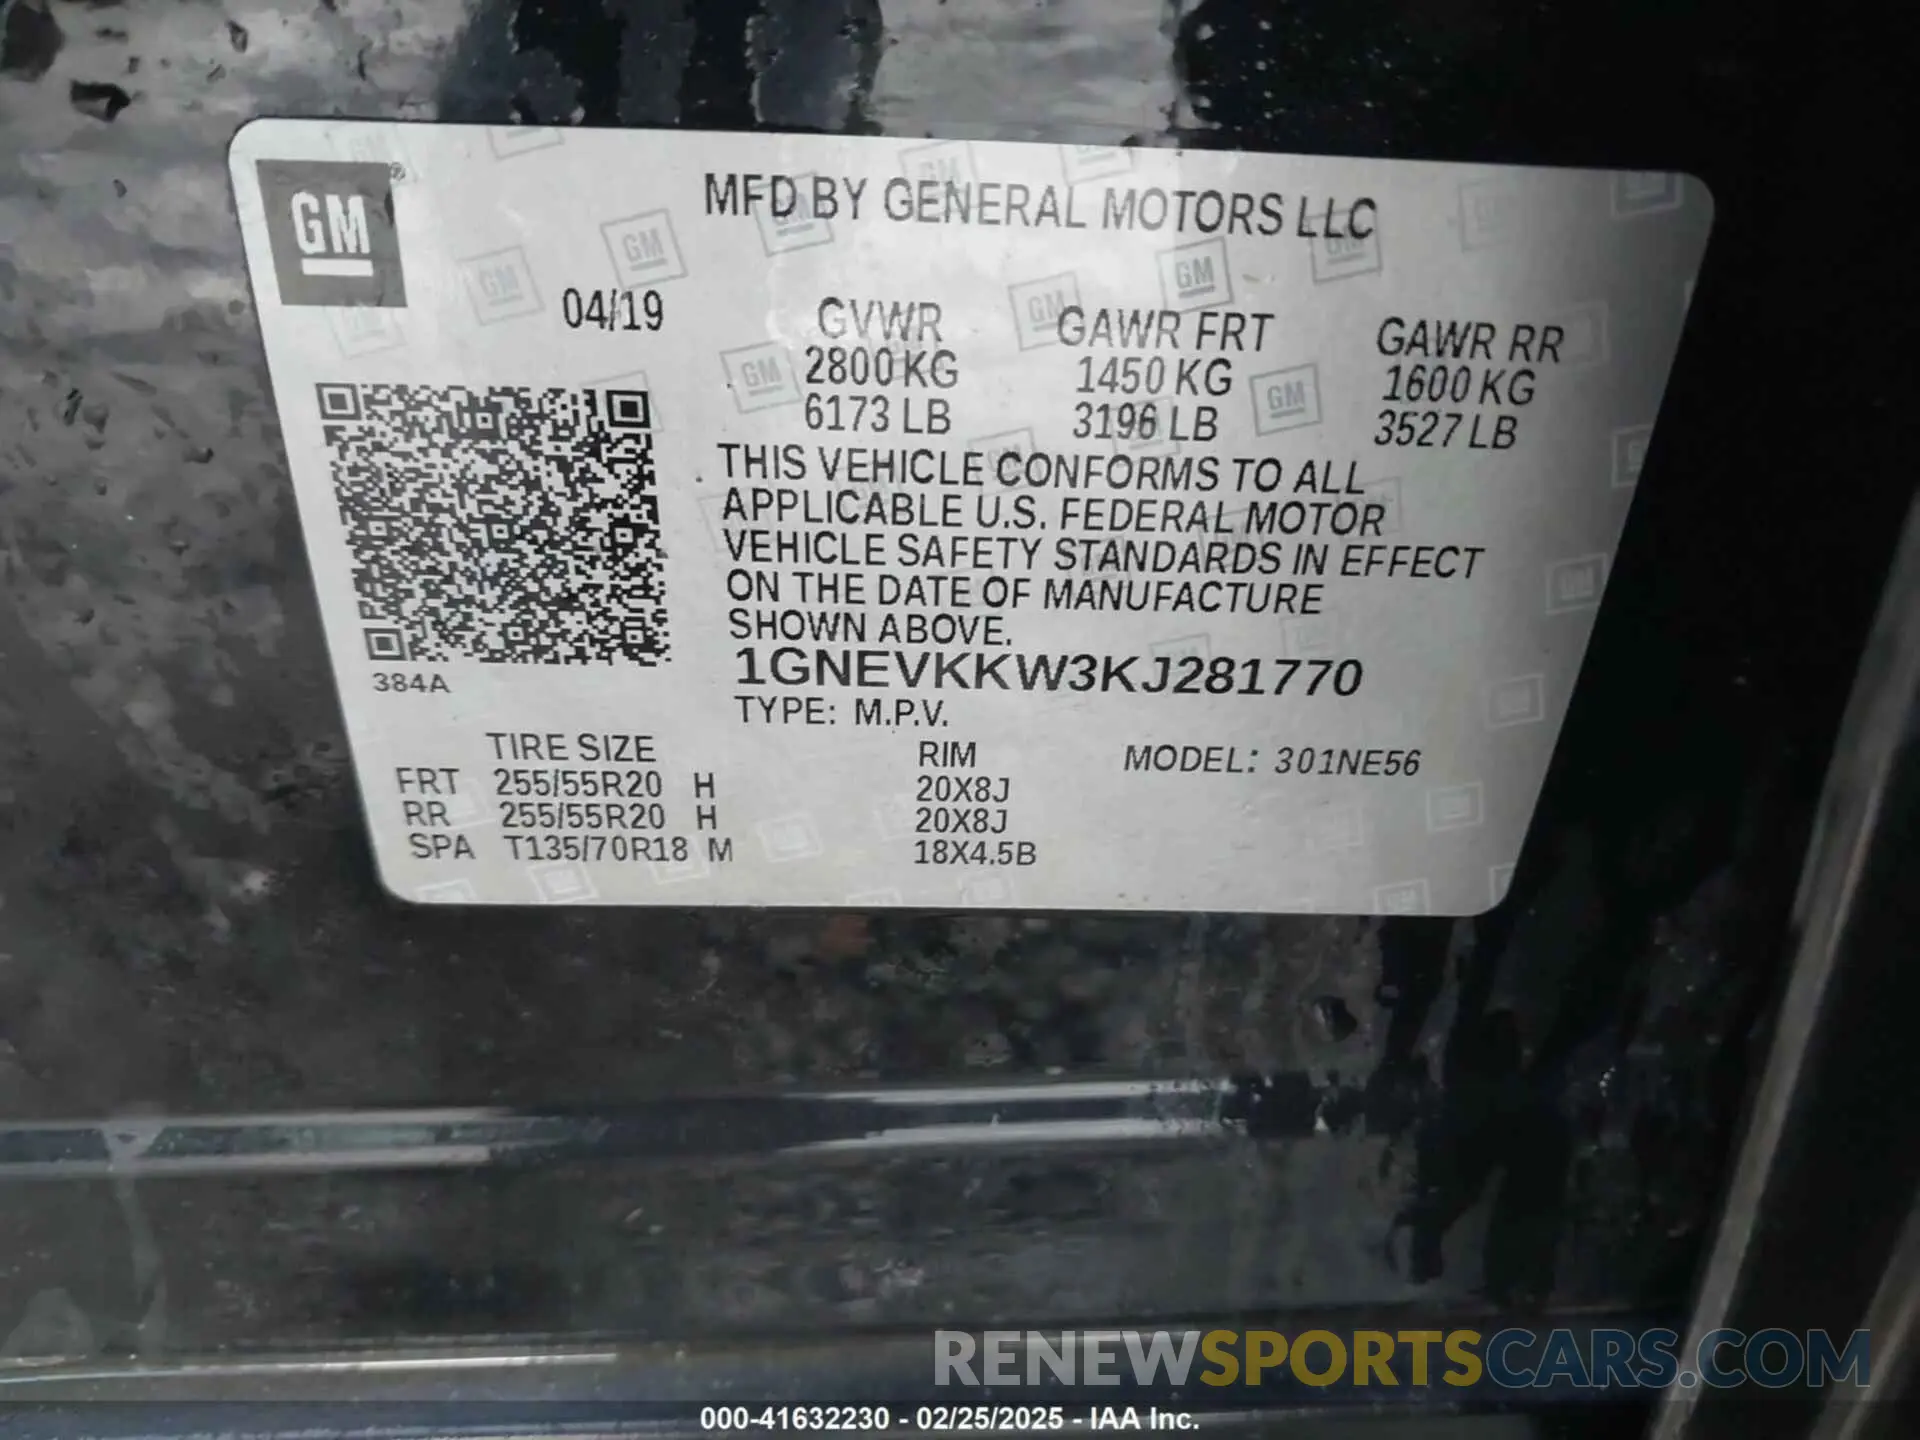 GM®
MFD BY GENERAL MOTORS LLC
04/19
GVWR GAWR FRT GAWR RR
2800 KG 1450 KG 1600 KG
6173 LB 3196 LB 3527 LB
THIS VEHICLE CONFORMS TO ALL
APPLICABLE U.S. FEDERAL MOTOR
VEHICLE SAFETY STANDARDS IN EFFECT
ON THE DATE OF MANUFACTURE
SHOWN ABOVE.
1GNEVKKW3KJ281770
384A
TYPE: M.P.V.
TIRE SIZE RIM MODEL: 301NE56
FRT 255/55R20 H 20X8J
RR 255/55R20 H 20X8J
SPA T135/70R18 M 18X4.5B
RENEWSPORTSCARS.COM
000-41632230 - 02/25/2025 - IAA Inc.